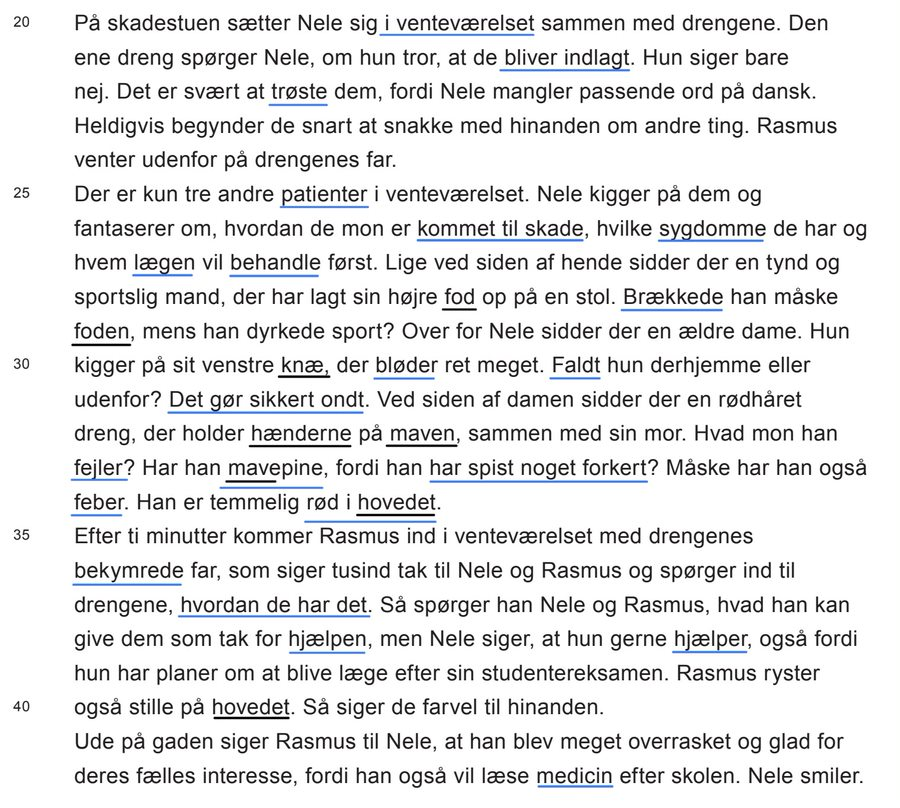 20 På skadestuen sætter Nele sig i venteværelset sammen med drengene. Den
ene dreng spørger Nele, om hun tror, at de bliver indlagt. Hun siger bare
nej. Det er svært at trøste dem, fordi Nele mangler passende ord på dansk.
Heldigvis begynder de snart at snakke med hinanden om andre ting. Rasmus
venter udenfor på drengenes far.
25 Der er kun tre andre patienter i venteværelset. Nele kigger på dem og
fantaserer om, hvordan de mon er kommet til skade, hvilke sygdomme de har og
hvem lægen vil behandle først. Lige ved siden af hende sidder der en tynd og
sportslig mand, der har lagt sin højre fod op på en stol. Brækkede han måske
foden, mens han dyrkede sport? Over for Nele sidder der en ældre dame. Hun
30 kigger på sit venstre knæ, der bløder ret meget. Faldt hun derhjemme eller
udenfor? Det gør sikkert ondt. Ved siden af damen sidder der en rødhåret
dreng, der holder hænderne på maven, sammen med sin mor. Hvad mon han
fejler? Har han mavepine, fordi han har spist noget forkert? Måske har han også
feber. Han er temmelig rød i hovedet.
35 Efter ti minutter kommer Rasmus ind i venteværelset med drengenes
bekymrede far, som siger tusind tak til Nele og Rasmus og spørger ind til
drengene, hvordan de har det. Så spørger han Nele og Rasmus, hvad han kan
give dem som tak for hjælpen, men Nele siger, at hun gerne hjælper, også fordi
hun har planer om at blive læge efter sin studentereksamen. Rasmus ryster
40 også stille på hovedet. Så siger de farvel til hinanden.
Ude på gaden siger Rasmus til Nele, at han blev meget overrasket og glad for
deres fælles interesse, fordi han også vil læse medicin efter skolen. Nele smiler.